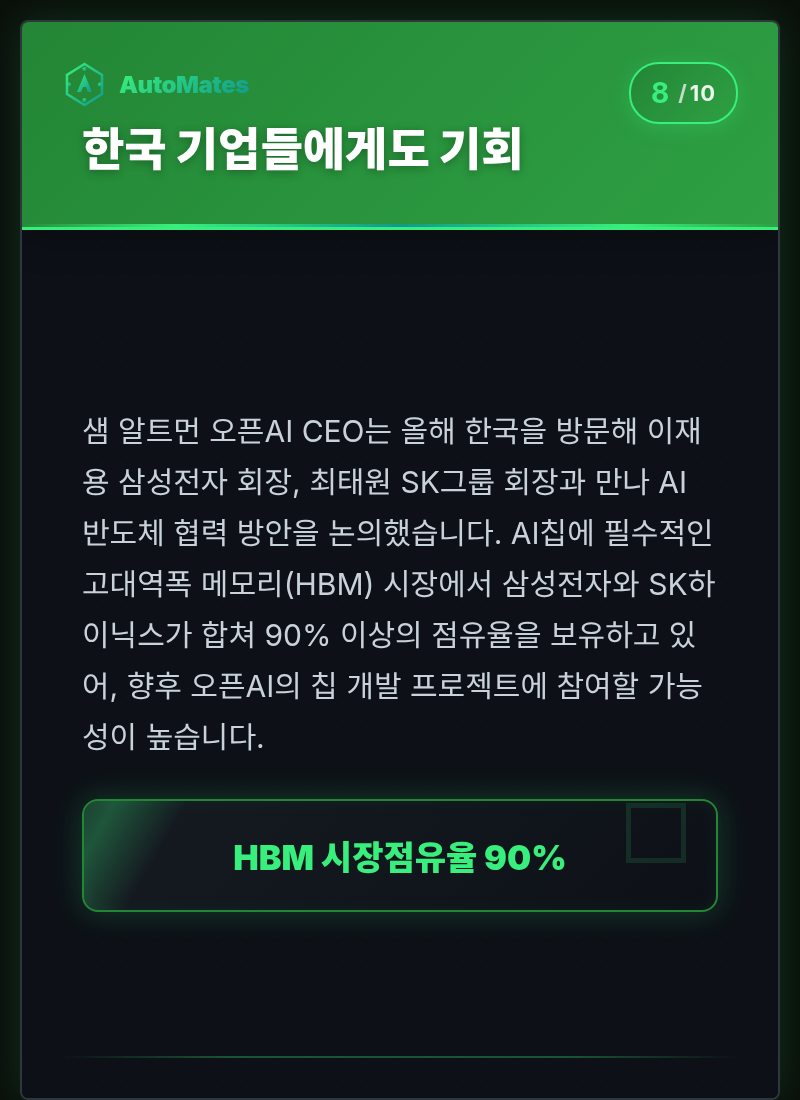 AutoMates
8 /10
한국 기업들에게도 기회
샘 알트먼 오픈AI CEO는 올해 한국을 방문해 이재
용 삼성전자 회장, 최태원 SK그룹 회장과 만나 AI
반도체 협력 방안을 논의했습니다. AI칩에 필수적인
고대역폭 메모리(HBM) 시장에서 삼성전자와 SK하
이닉스가 합쳐 90% 이상의 점유율을 보유하고 있
어, 향후 오픈AI의 칩 개발 프로젝트에 참여할 가능
성이 높습니다.
HBM 시장점유율 90%